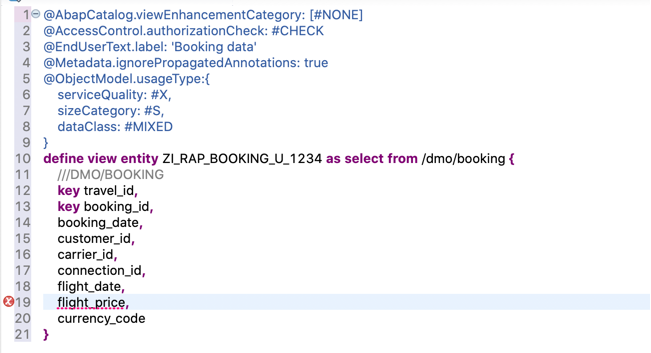 1 @AbapCatalog.viewEnhancementCategory: [#NONE]
2 @AccessControl.authorizationCheck: #CHECK
3 @EndUserText.label: 'Booking data'
4 @Metadata.ignorePropagatedAnnotations: true
5 @ObjectModel.usageType:{
6 serviceQuality: #X,
7 sizeCategory: #S,
8 dataClass: #MIXED
9 }
10 define view entity ZI_RAP_BOOKING_U_1234 as select from /dmo/booking {
11 ///DMO/BOOKING
12 key travel_id,
13 key booking_id,
14 booking_date,
15 customer_id,
16 carrier_id,
17 connection_id,
18 flight_date,
19 flight_price,
20 currency_code
21 }